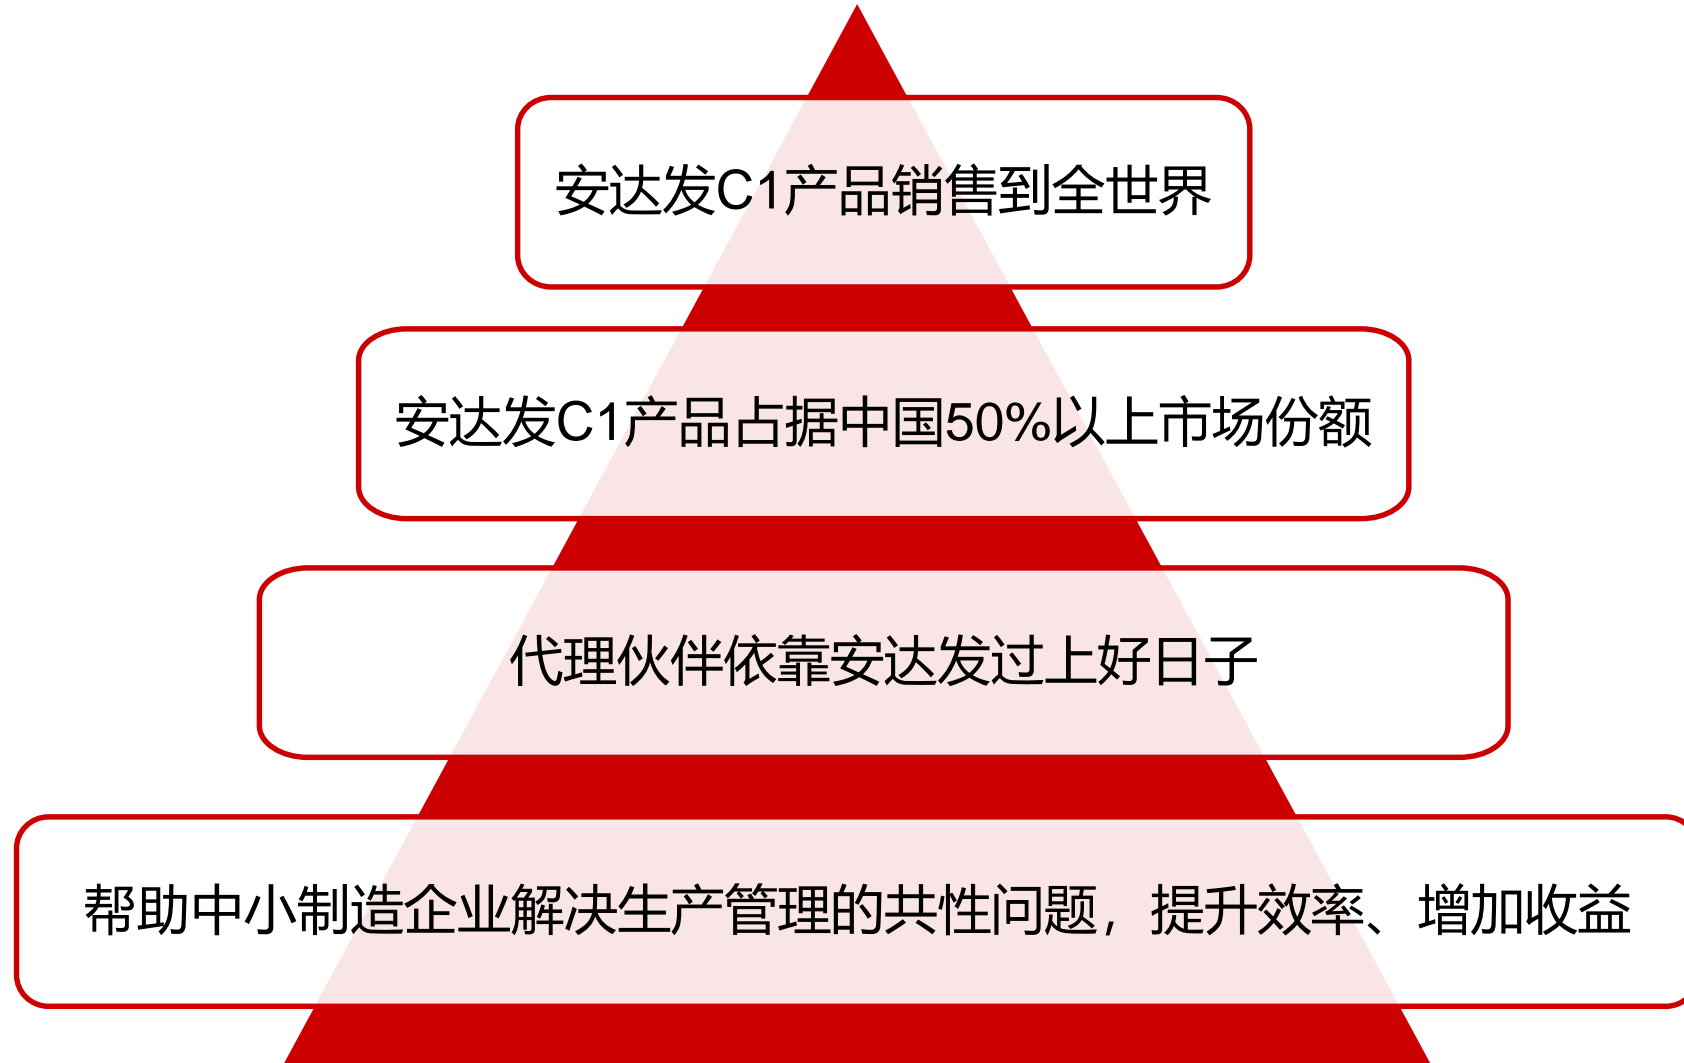 安达发C1产品销售到全世界
安达发C1产品占据中国50%以上市场份额
代理伙伴依靠安达发过上好日子
帮助中小制造企业解决生产管理的共性问题，提升效率、增加收益